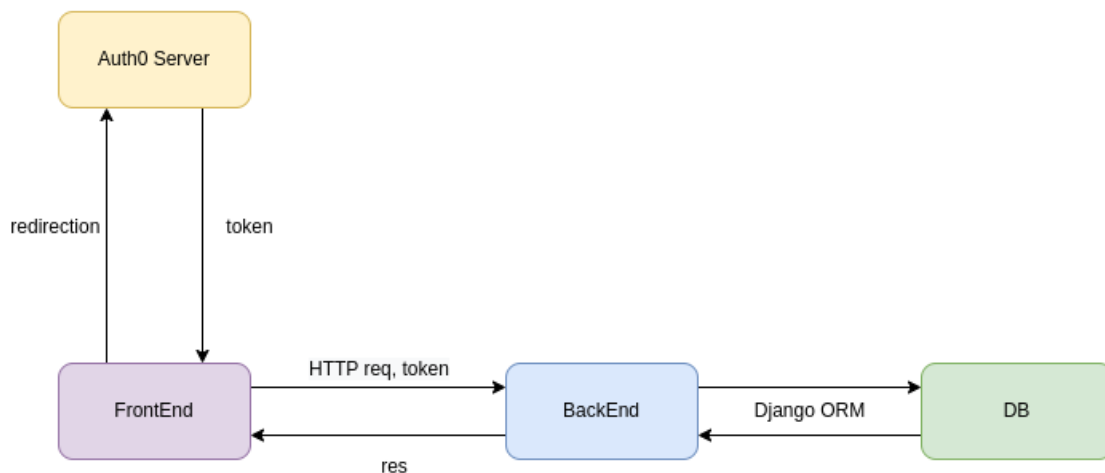 Auth0 Server
redirection
token
HTTP req, token
FrontEnd
BackEnd
Django ORM
DB
res